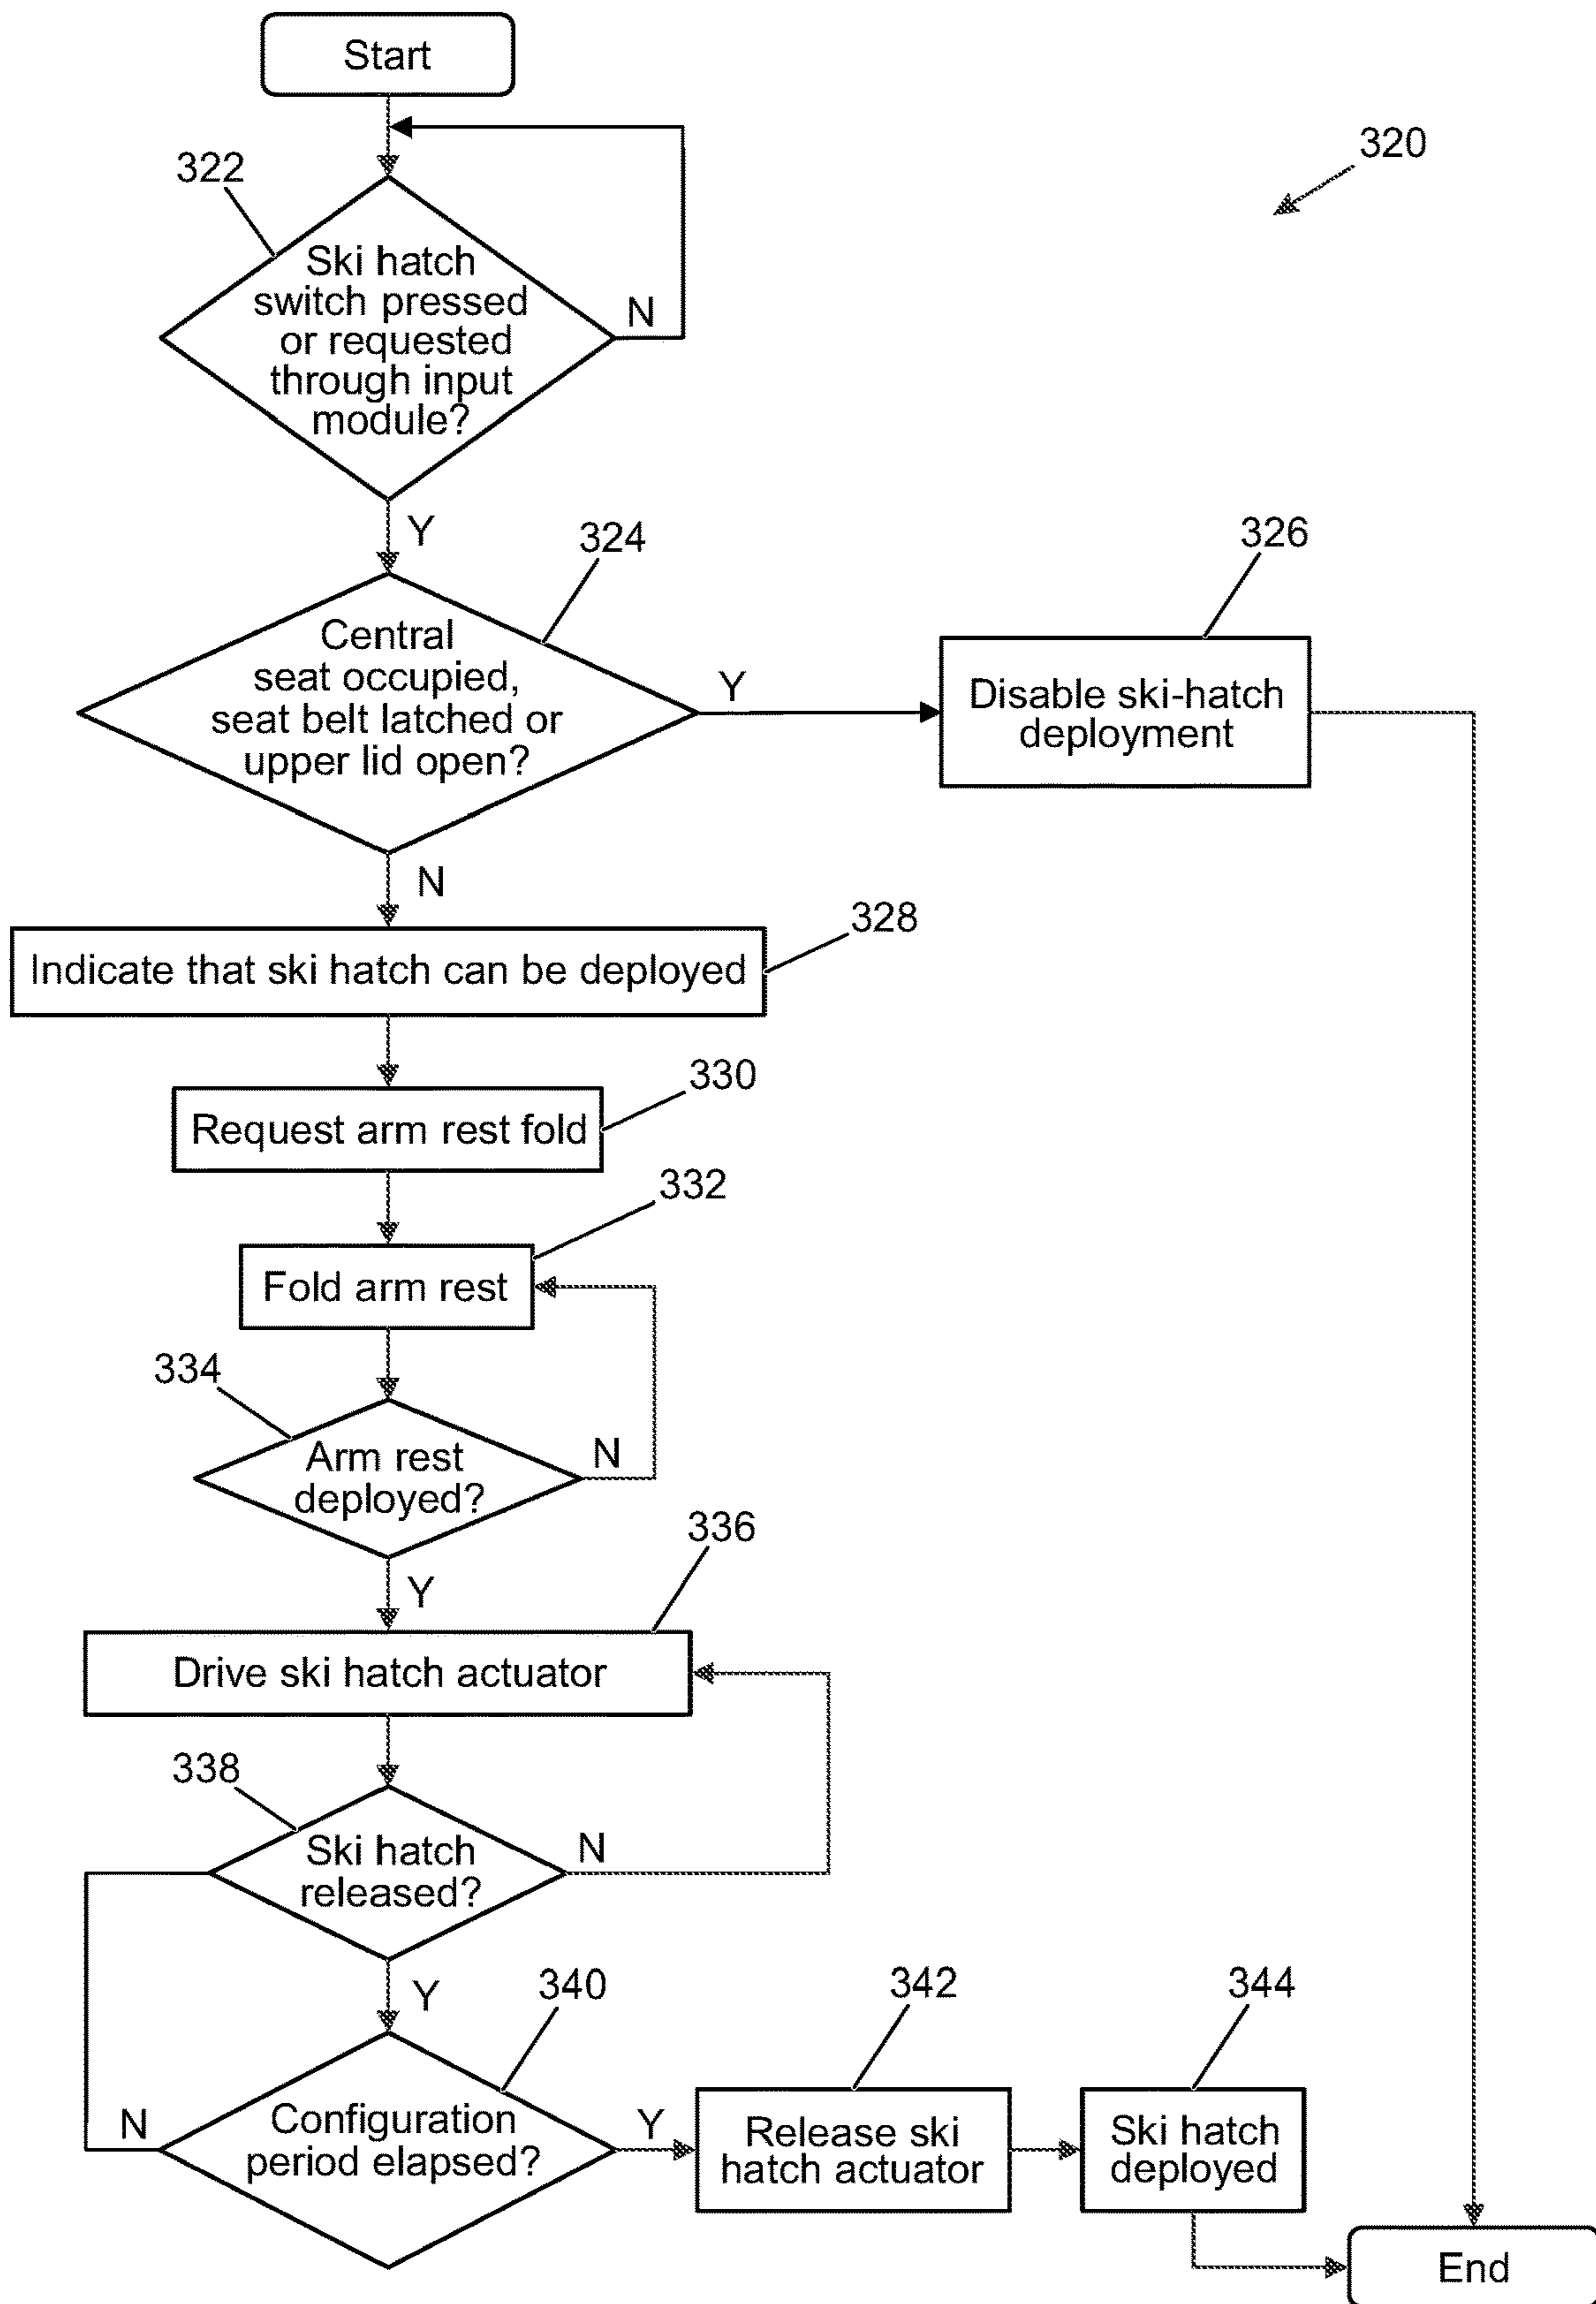 Start
320
322
Ski hatch
switch pressed
or requested
through input
module?
N
Y
324
326
Central
seat occupied,
seat belt latched or
upper lid open?
Y
Disable ski-hatch
deployment
N
328
Indicate that ski hatch can be deployed
330
Request arm rest fold
332
Fold arm rest
334
Arm rest
deployed?
N
336
Y
Drive ski hatch actuator
338
Ski hatch
released?
N
Y
340
342
344
Configuration
period elapsed?
N
Y
Release ski
hatch actuator
Ski hatch
deployed
End